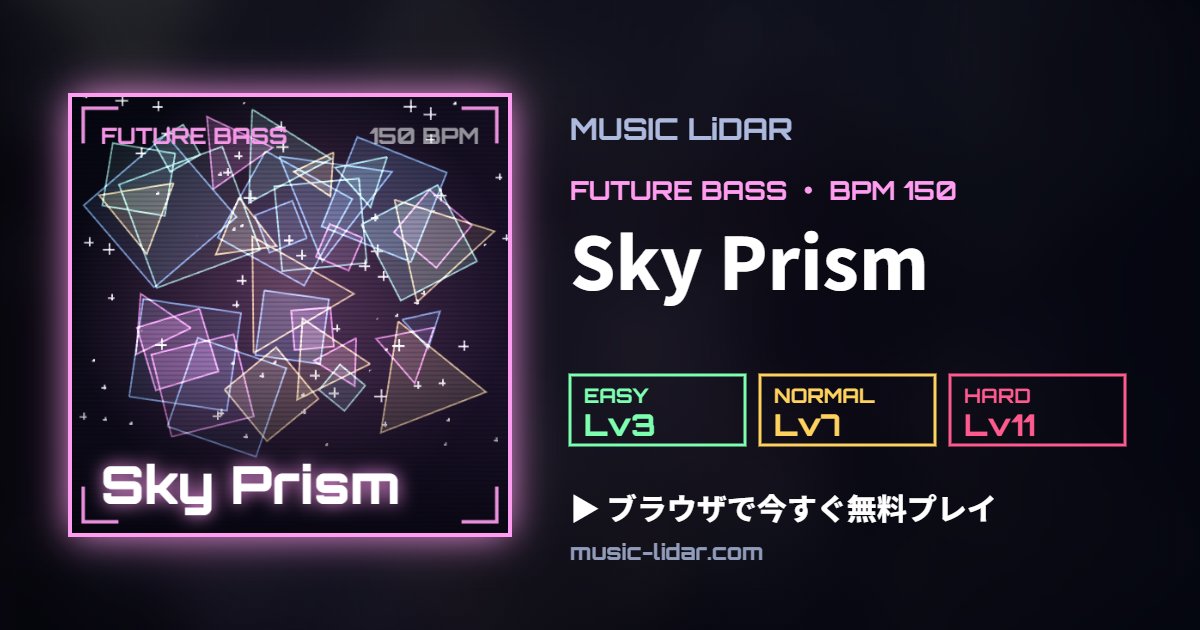 FUTURE BASS
150 BPM
Sky Prism
MUSIC LiDAR
FUTURE BASS • BPM 150
Sky Prism
EASY
Lv3
NORMAL
Lv7
HARD
Lv11
▶ ブラウザで今すぐ無料プレイ
music-lidar.com